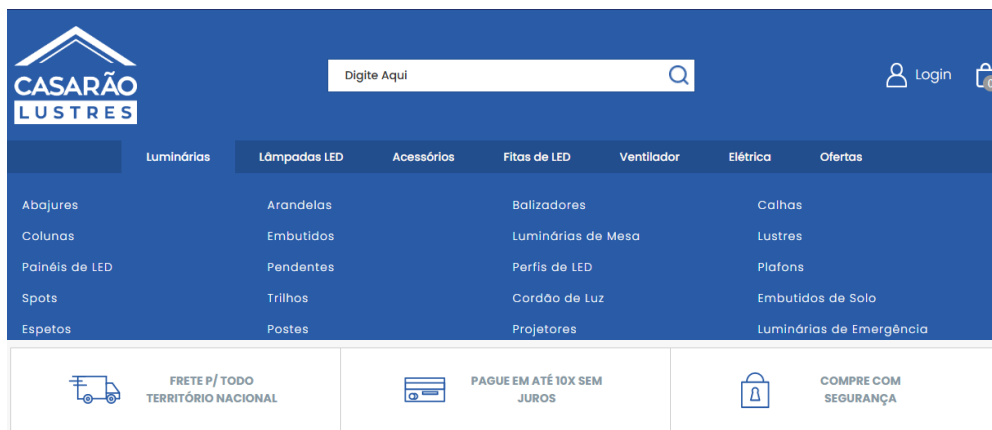 CASARÃO
LUSTRES
Digite Aqui
Login
0
Luminárias Lâmpadas LED Acessórios Fitas de LED Ventilador Elétrica Ofertas
Abajures Arandelas Balizadores Calhas
Colunas Embutidos Luminárias de Mesa Lustres
Painéis de LED Pendentes Perfis de LED Plafons
Spots Trilhos Cordão de Luz Embutidos de Solo
Espetos Postes Projetores Luminárias de Emergência
FRETE P/ TODO
TERRITÓRIO NACIONAL
PAGUE EM ATÉ 10X SEM
JUROS
COMPRE COM
SEGURANÇA